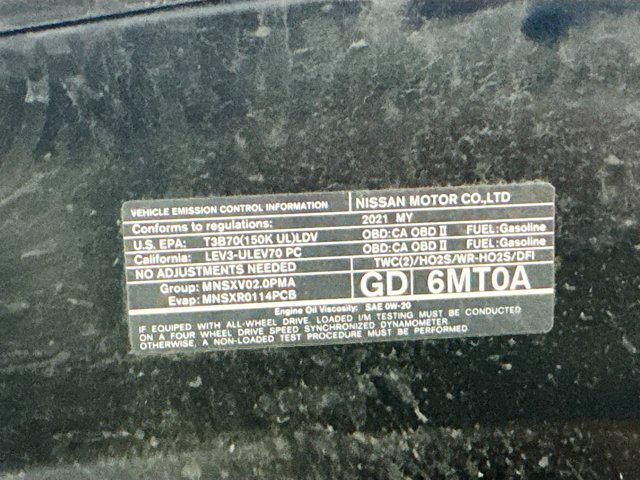 VEHICLE EMISSION CONTROL INFORMATION NISSAN MOTOR CO.,LTD
Conforms to regulations: 2021 MY
U.S. EPA: T3B70(150K UL)LDV OBD:CA OBD II FUEL:Gasoline
California: LEV3-ULEV70 PC OBD:CA OBD II FUEL:Gasoline
NO ADJUSTMENTS NEEDED TWC(2)/HO2S/WR-HO2S/DFI
Group: MNSXV02.0PMA GD 6MT0A
Evap: MNSXR0114PCB
Engine Oil Viscosity: SAE 0W-20
IF EQUIPED WITH ALL-WHEEL DRIVE, LOADED I/M TESTING MUST BE CONDUCTED
ON A FOUR WHEEL DRIVE SPEED SYNCHRONIZED DYNAMOMETER.
OTHERWISE, A NON-LOADED TEST PROCEDURE MUST BE PERFORMED.